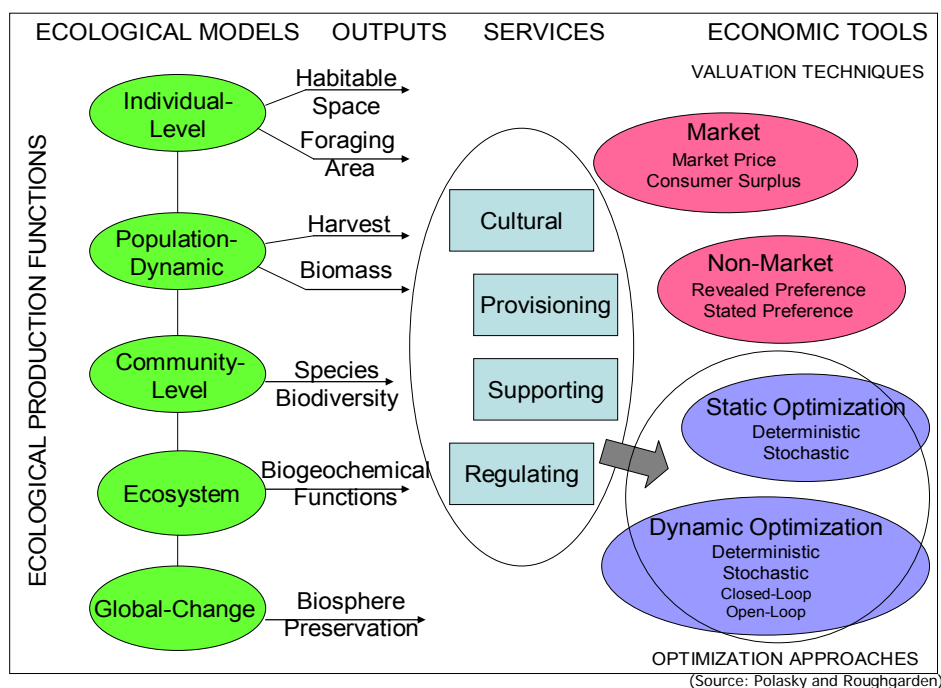 ECOLOGICAL MODELS OUTPUTS SERVICES ECONOMIC TOOLS
VALUATION TECHNIQUES
ECOLOGICAL PRODUCTION FUNCTIONS
Individual-
Level
Habitable
Space
Foraging
Area
Population-
Dynamic
Harvest
Biomass
Community-
Level
Species
Biodiversity
Ecosystem
Biogeochemical
Functions
Global-Change
Biosphere
Preservation
Cultural
Provisioning
Supporting
Regulating
Market
Market Price
Consumer Surplus
Non-Market
Revealed Preference
Stated Preference
Static Optimization
Deterministic
Stochastic
Dynamic Optimization
Deterministic
Stochastic
Closed-Loop
Open-Loop
OPTIMIZATION APPROACHES
(Source: Polasky and Roughgarden)